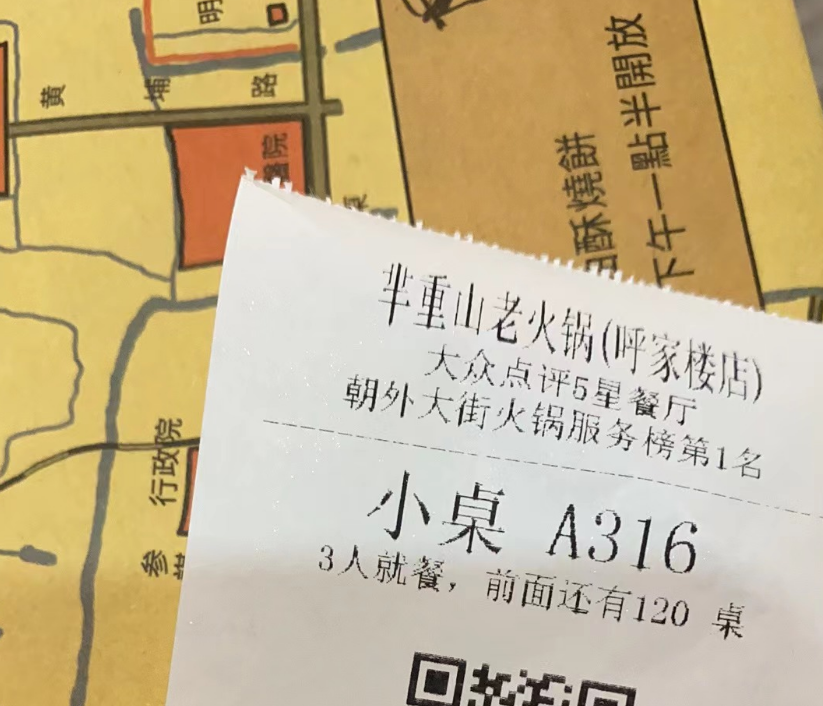 芈重山老火锅(呼家楼店)
大众点评5星餐厅
朝外大街火锅服务榜第1名
小桌 A316
3人就餐，前面还有120 桌
黄埔路
明
行政院
参
酥燒餅
下午一點半開放